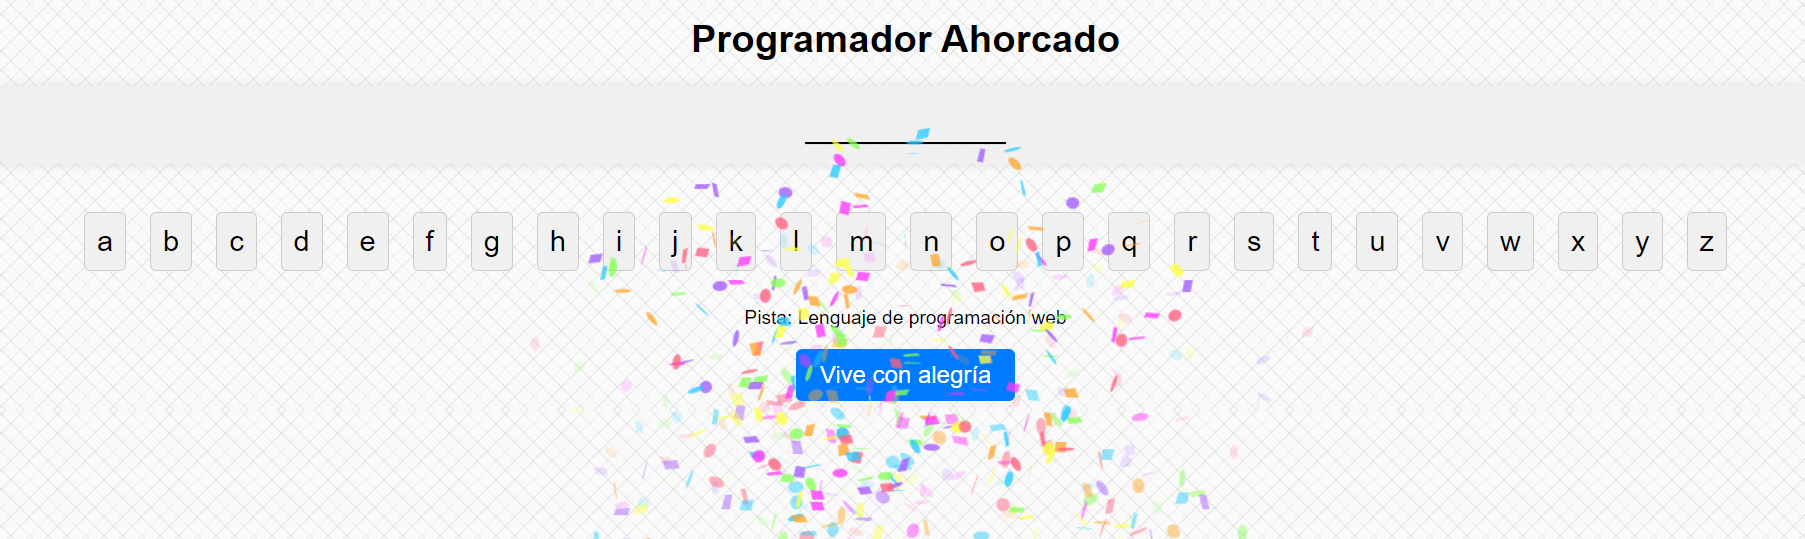 Programador Ahorcado
a b c d e f g h i j k l m n o p q r s t u v w x y z
Pista: Lenguaje de programación web
Vive con alegría